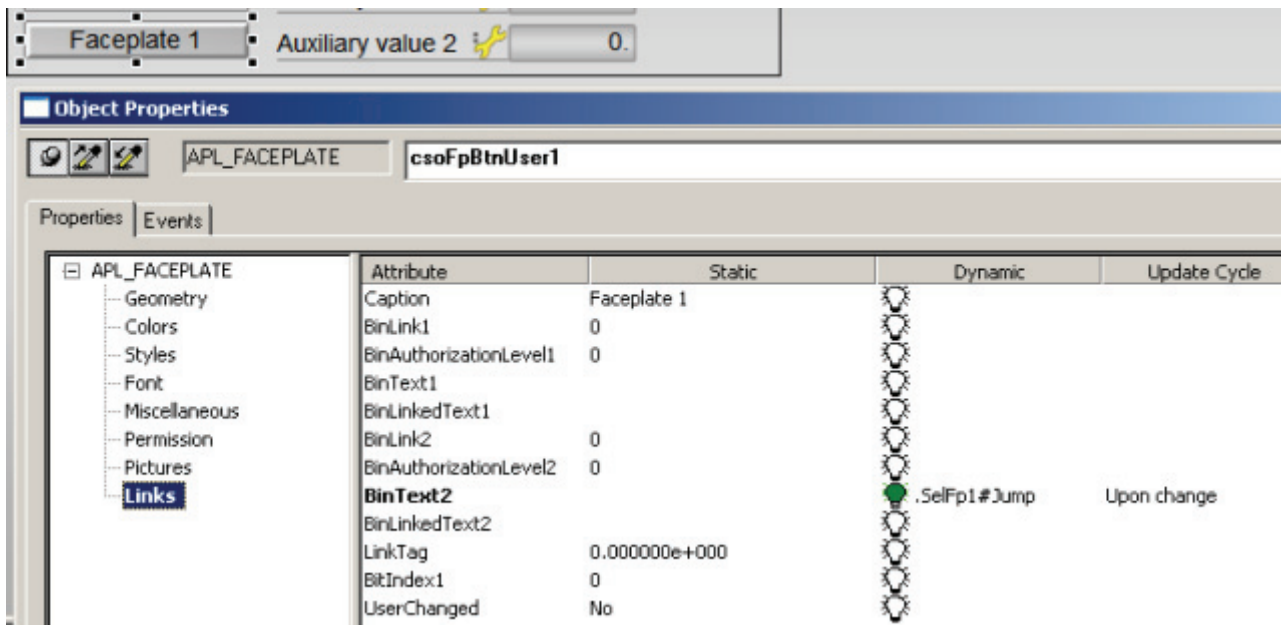 Faceplate 1 Auxiliary value 2 0.
Object Properties
APL_FACEPLATE csoFpBtnUser1
Properties Events
APL_FACEPLATE Attribute Static Dynamic Update Cycle
Geometry Caption Faceplate 1
Colors BinLink1 0
Styles BinAuthorizationLevel1 0
Font BinText1
Miscellaneous BinLinkedText1
Permission BinLink2 0
Pictures BinAuthorizationLevel2 0
Links BinText2 .SelFp1#Jump Upon change
BinLinkedText2
LinkTag 0.000000e+000
BitIndex1 0
UserChanged No